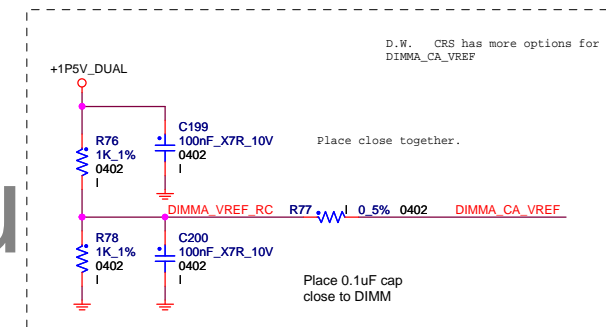 D.W. CRS has more options for
DIMMA_CA_VREF
+1P5V_DUAL
C199
100nF_X7R_10V
0402
I
R76
1K_1%
0402
I
Place close together.
DIMMA_VREF_RC
R77
I
0_5%
0402
DIMMA_CA_VREF
R78
1K_1%
0402
I
C200
100nF_X7R_10V
0402
I
Place 0.1uF cap
close to DIMM